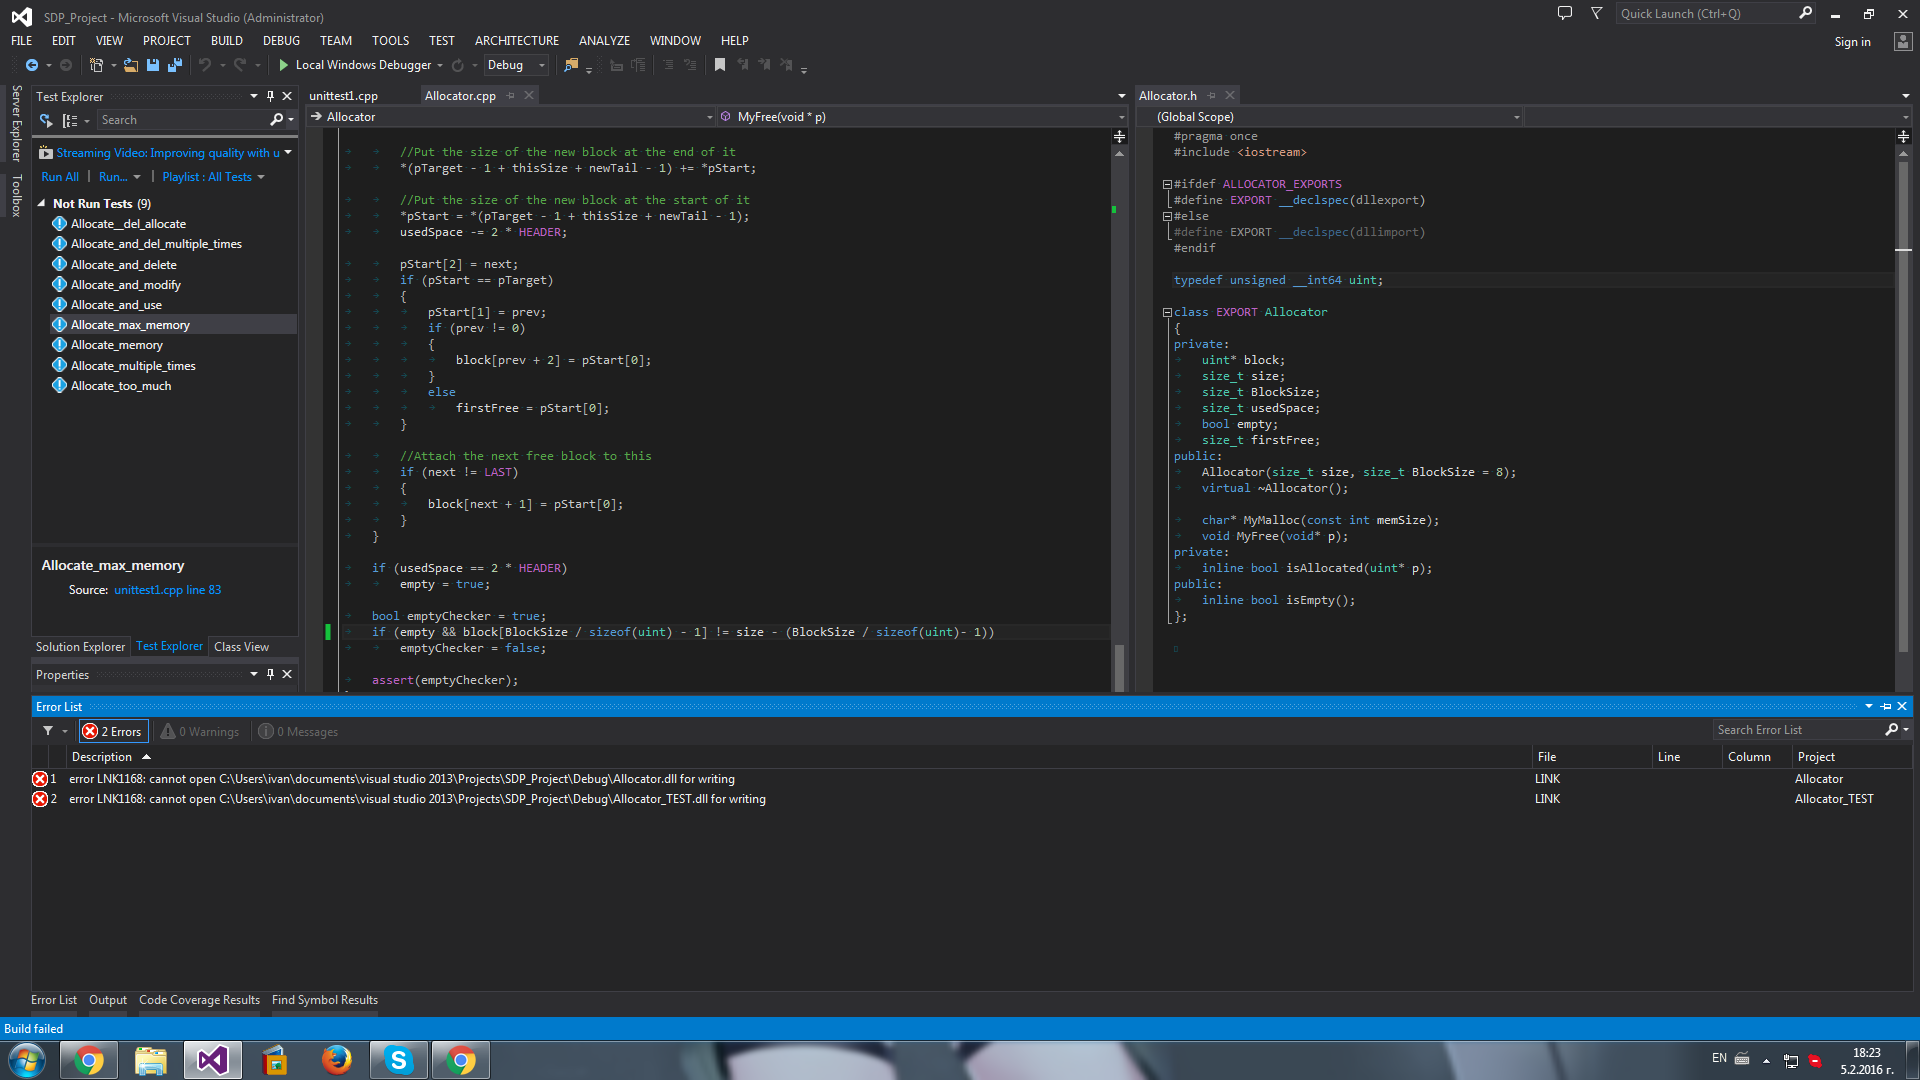 SDP_Project - Microsoft Visual Studio (Administrator)
Quick Launch (Ctrl+Q)
FILE EDIT VIEW PROJECT BUILD DEBUG TEAM TOOLS TEST ARCHITECTURE ANALYZE WINDOW HELP
Sign in
Local Windows Debugger
Debug
Server Explorer
Toolbox
Test Explorer
Search
Streaming Video: Improving quality with u
Run All | Run... | Playlist : All Tests
Not Run Tests (9)
Allocate__del_allocate
Allocate_and_del_multiple_times
Allocate_and_delete
Allocate_and_modify
Allocate_and_use
Allocate_max_memory
Allocate_memory
Allocate_multiple_times
Allocate_too_much
Allocate_max_memory
Source: unittest1.cpp line 83
Solution Explorer Test Explorer Class View
Properties
unittest1.cpp Allocator.cpp
Allocator MyFree(void * p)
//Put the size of the new block at the end of it
*(pTarget - 1 + thisSize + newTail - 1) += *pStart;
//Put the size of the new block at the start of it
*pStart = *(pTarget - 1 + thisSize + newTail - 1);
usedSpace -= 2 * HEADER;
pStart[2] = next;
if (pStart == pTarget)
{
pStart[1] = prev;
if (prev != 0)
{
block[prev + 2] = pStart[0];
}
else
firstFree = pStart[0];
}
//Attach the next free block to this
if (next != LAST)
{
block[next + 1] = pStart[0];
}
}
if (usedSpace == 2 * HEADER)
empty = true;
bool emptyChecker = true;
if (empty && block[BlockSize / sizeof(uint) - 1] != size - (BlockSize / sizeof(uint)- 1))
emptyChecker = false;
assert(emptyChecker);
Allocator.h
(Global Scope)
#pragma once
#include <iostream>
#ifdef ALLOCATOR_EXPORTS
#define EXPORT __declspec(dllexport)
#else
#define EXPORT __declspec(dllimport)
#endif
typedef unsigned __int64 uint;
class EXPORT Allocator
{
private:
uint* block;
size_t size;
size_t BlockSize;
size_t usedSpace;
bool empty;
size_t firstFree;
public:
Allocator(size_t size, size_t BlockSize = 8);
virtual ~Allocator();
char* MyMalloc(const int memSize);
void MyFree(void* p);
private:
inline bool isAllocated(uint* p);
public:
inline bool isEmpty();
};
Error List
2 Errors 0 Warnings 0 Messages
Search Error List
Description File Line Column Project
1 error LNK1168: cannot open C:\Users\ivan\documents\visual studio 2013\Projects\SDP_Project\Debug\Allocator.dll for writing LINK Allocator
2 error LNK1168: cannot open C:\Users\ivan\documents\visual studio 2013\Projects\SDP_Project\Debug\Allocator_TEST.dll for writing LINK Allocator_TEST
Error List Output Code Coverage Results Find Symbol Results
Build failed
EN
18:23
5.2.2016 г.